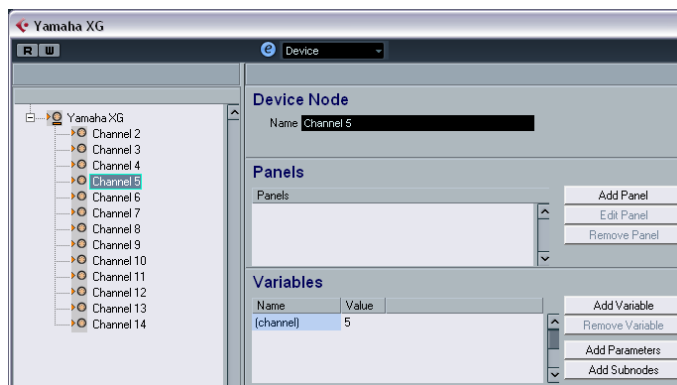 Yamaha XG
R W
Device
Yamaha XG
Channel 2
Channel 3
Channel 4
Channel 5
Channel 6
Channel 7
Channel 8
Channel 9
Channel 10
Channel 11
Channel 12
Channel 13
Channel 14
Device Node
Name Channel 5
Panels
Panels
Add Panel
Edit Panel
Remove Panel
Variables
Name Value
(channel) 5
Add Variable
Remove Variable
Add Parameters
Add Subnodes